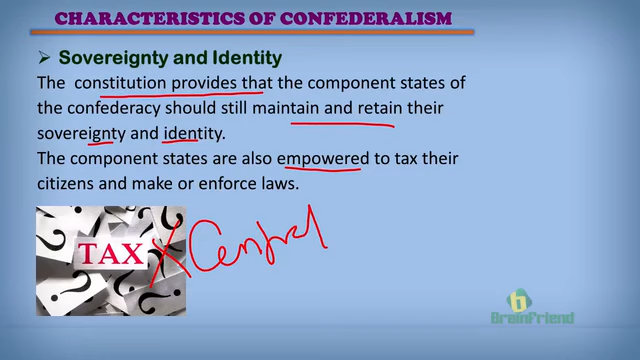 CHARACTERISTICS OF CONFEDERALISM
➢ Sovereignty and Identity
The constitution provides that the component states of
the confederacy should still maintain and retain their
sovereignty and identity.
The component states are also empowered to tax their
citizens and make or enforce laws.
TAX X Central
BrainFriend